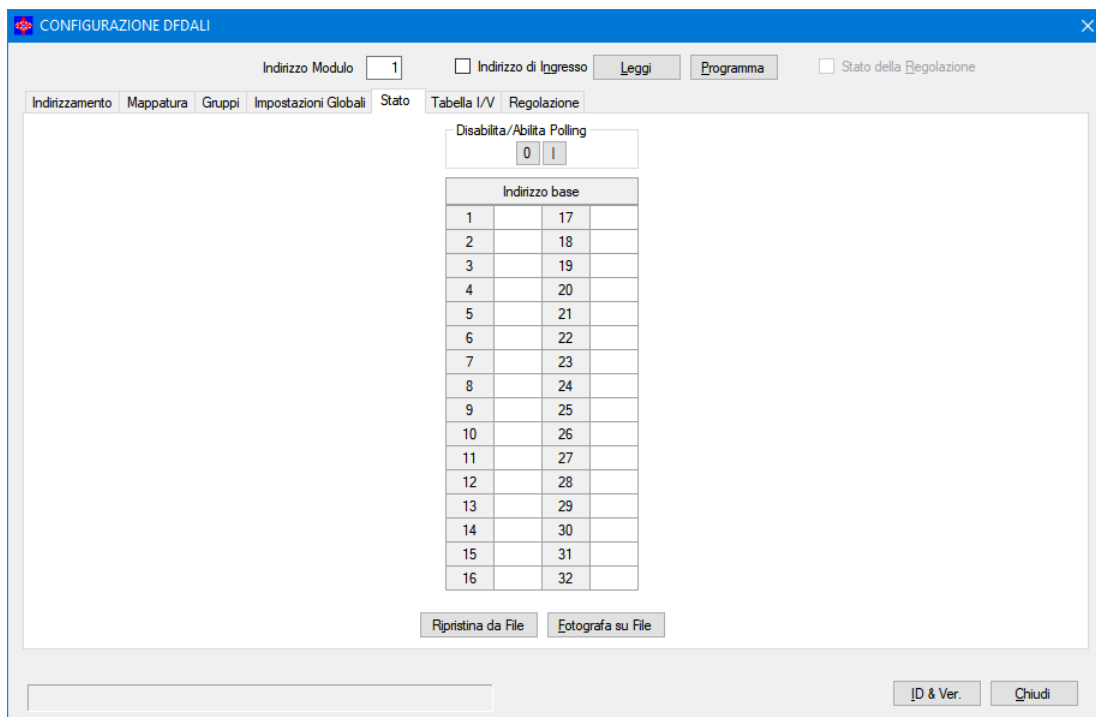 CONFIGURAZIONE DFDALI
Indirizzo Modulo 1 Indirizzo di Ingresso Leggi Programma Stato della Regolazione
Indirizzamento Mappatura Gruppi Impostazioni Globali Stato Tabella I/V Regolazione
Disabilita/Abilita Polling
0 I
Indirizzo base
1 17
2 18
3 19
4 20
5 21
6 22
7 23
8 24
9 25
10 26
11 27
12 28
13 29
14 30
15 31
16 32
Ripristina da File Fotografa su File
ID & Ver. Chiudi